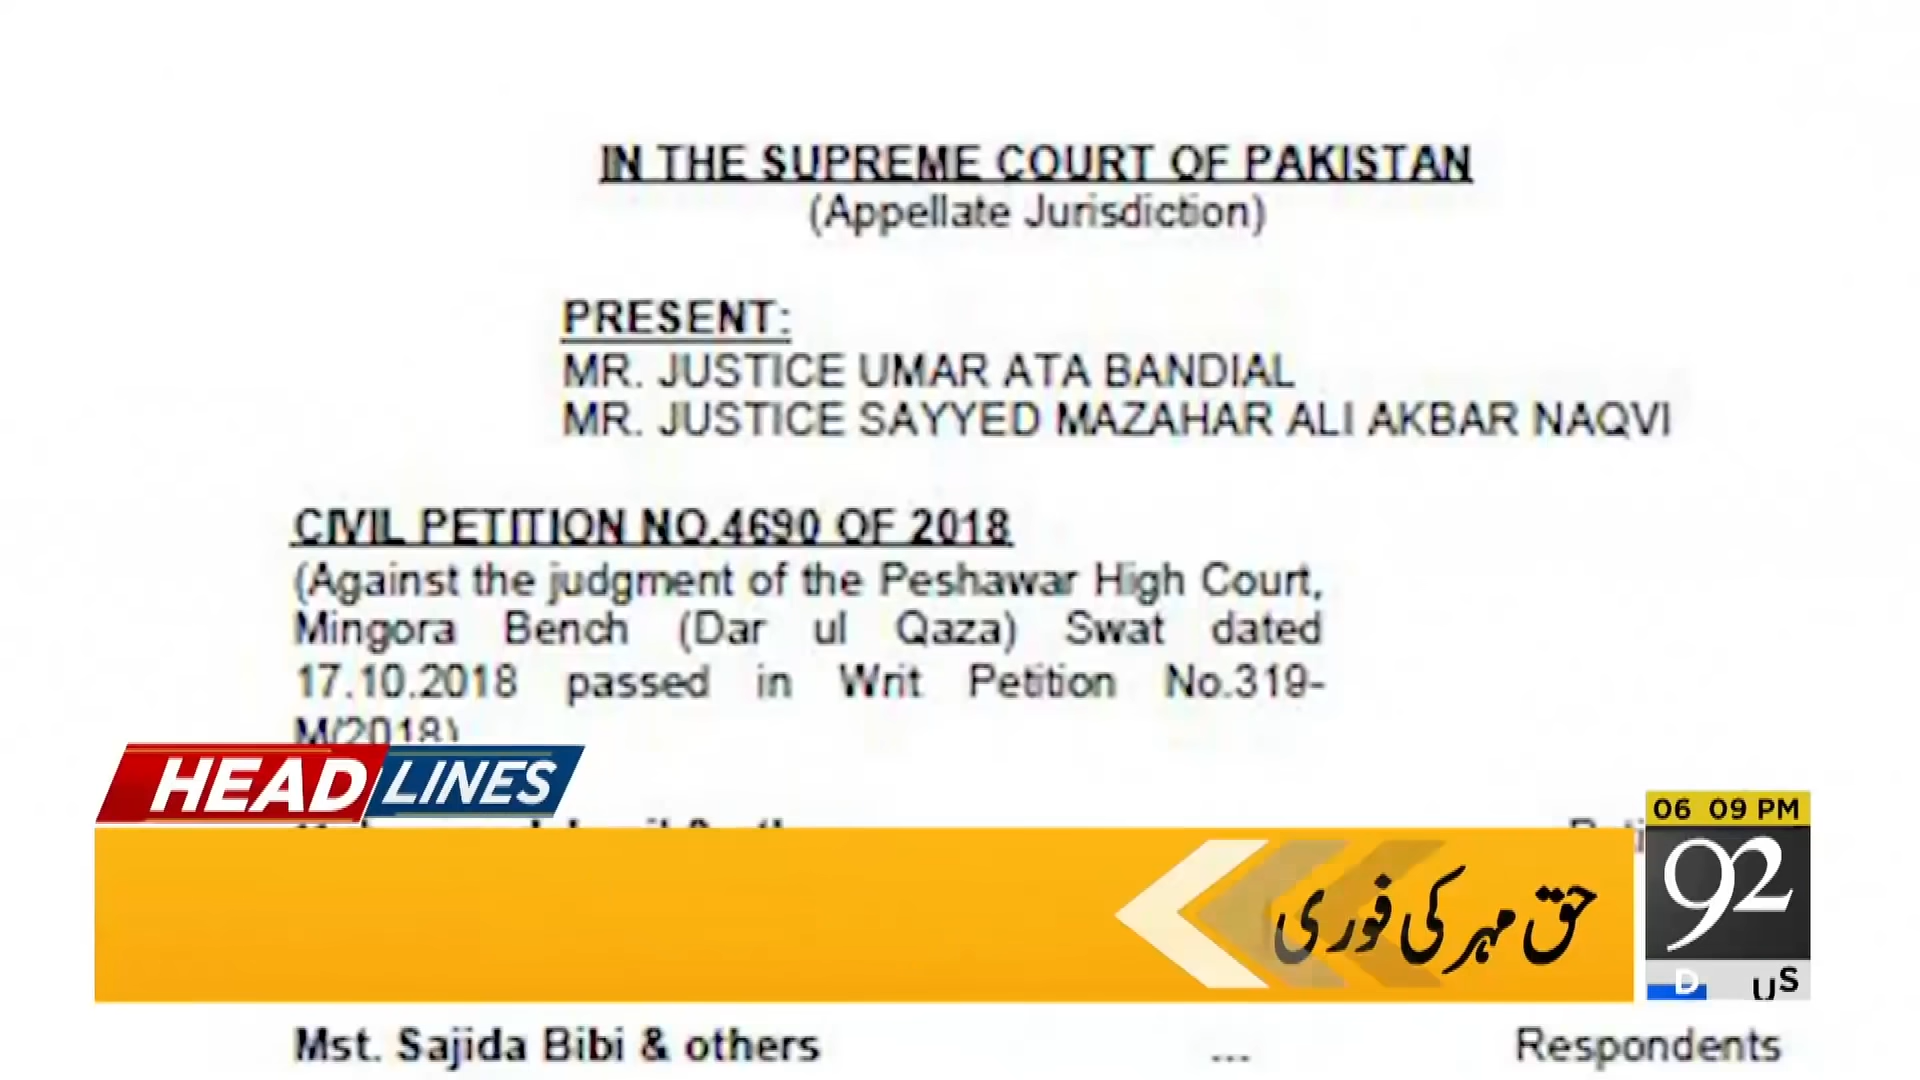 IN THE SUPREME COURT OF PAKISTAN
(Appellate Jurisdiction)
PRESENT:
MR. JUSTICE UMAR ATA BANDIAL
MR. JUSTICE SAYYED MAZAHAR ALI AKBAR NAQVI
CIVIL PETITION NO.4690 OF 2018
(Against the judgment of the Peshawar High Court,
Mingora Bench (Dar ul Qaza) Swat dated
17.10.2018 passed in Writ Petition No.319-
M/2018)
HEADLINES
06 09 PM
92
حق مہر کی فوری
Mst. Sajida Bibi & others ... Respondents